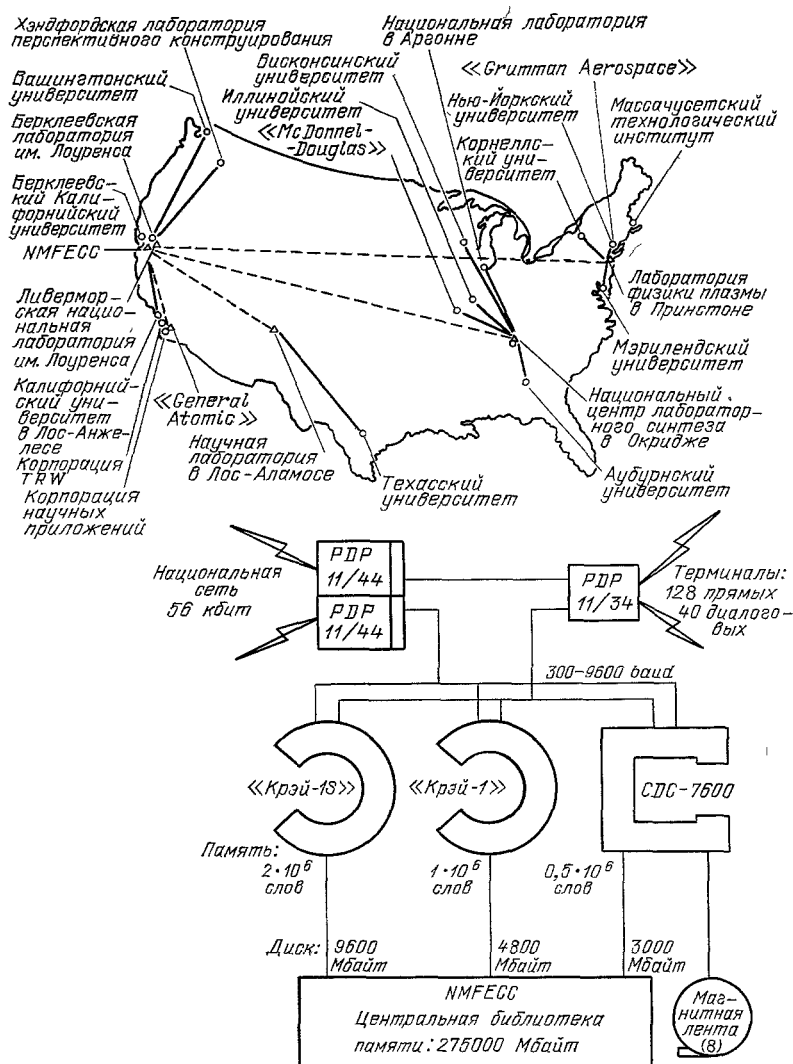 Хэндфордская лаборатория
перспективного конструирования
Вашингтонский
университет
Берклеевская
лаборатория
им. Лоуренса
Берклеев-
ский Кали-
форнийский
университет
NMFECC
Ливермор-
ская нацио-
нальная
лаборатория
им. Лоуренса
Калифорний-
ский уни-
верситет
в Лос-Анже-
лесе
Корпорация
TRW
Корпорация
научных
приложений
«General
Atomic»
Научная
лаборатория
в Лос-Аламосе
Техасский
университет
Национальная лаборатория
в Аргонне
Висконсинский
университет
Иллинойский
университет
«McDonnel-
-Douglas»
«Grumman Aerospace»
Нью-Йоркский
университет
Корнеллс-
кий уни-
верситет
Массачусетский
технологический
институт
Лаборатория
физики плазмы
в Принстоне
Мэрилендский
университет
Национальный
центр лаборатор-
ного синтеза
в Окридже
Аубурнский
университет
Национальная
сеть
56 кбит
PDP
11/44
PDP
11/44
PDP
11/34
Терминалы:
128 прямых
40 диалого-
вых
300-9600 baud
«Крэй-1S»
«Крэй-1»
CDC-7600
Память:
2·10⁶
слов
1·10⁶
слов
0,5·10⁶
слов
Диск: 9600
Мбайт
4800
Мбайт
3000
Мбайт
NMFECC
Центральная библиотека
памяти: 275000 Мбайт
Маг-
нитная
лента
(8)